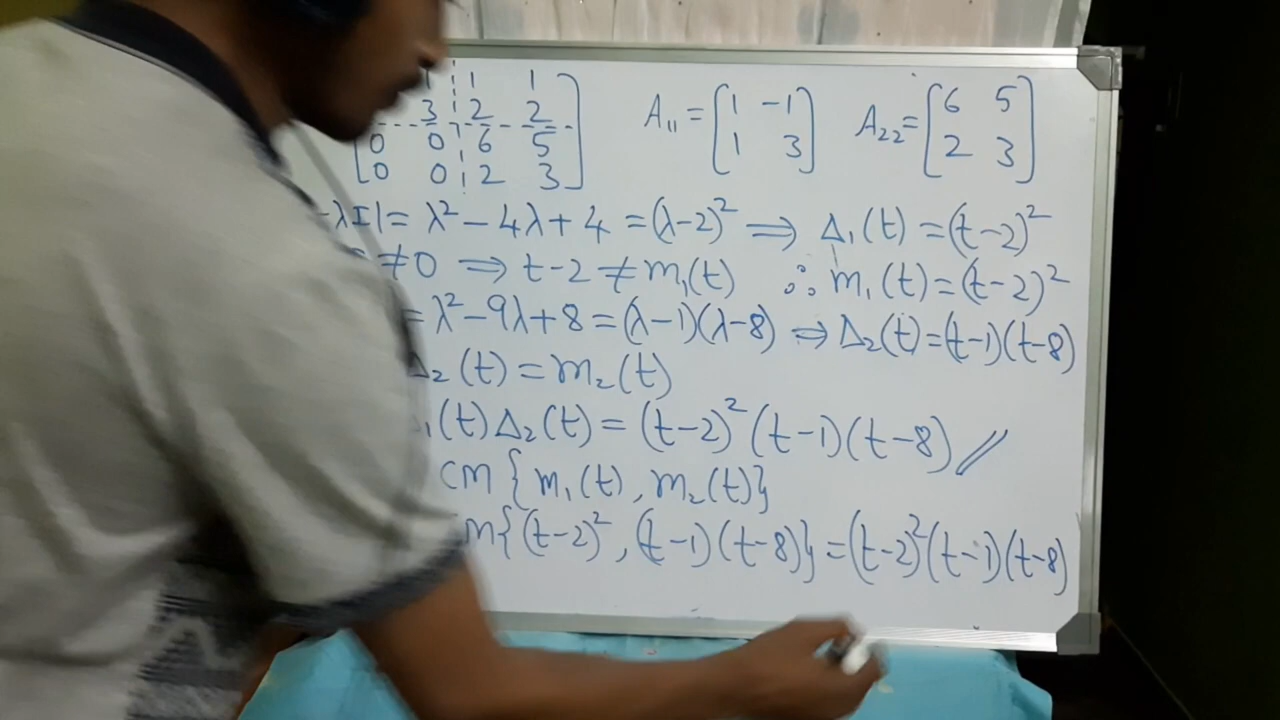 1 1 1 A₁₁ = [1 -1 A₂₂ = [6 5
3 2 2 1 3] 2 3]
0 0 6 5
[0 0 2 3]
-λI| = λ² - 4λ + 4 = (λ-2)² ⇒ Δ₁(t) = (t-2)²
≠0 ⇒ t-2 ≠ m₁(t) ∴ m₁(t) = (t-2)²
= λ² - 9λ + 8 = (λ-1)(λ-8) ⇒ Δ₂(t) = (t-1)(t-8)
Δ₂(t) = m₂(t)
₁(t) Δ₂(t) = (t-2)² (t-1)(t-8) //
CM {m₁(t), m₂(t)}
M{(t-2)², (t-1)(t-8)} = (t-2)²(t-1)(t-8)